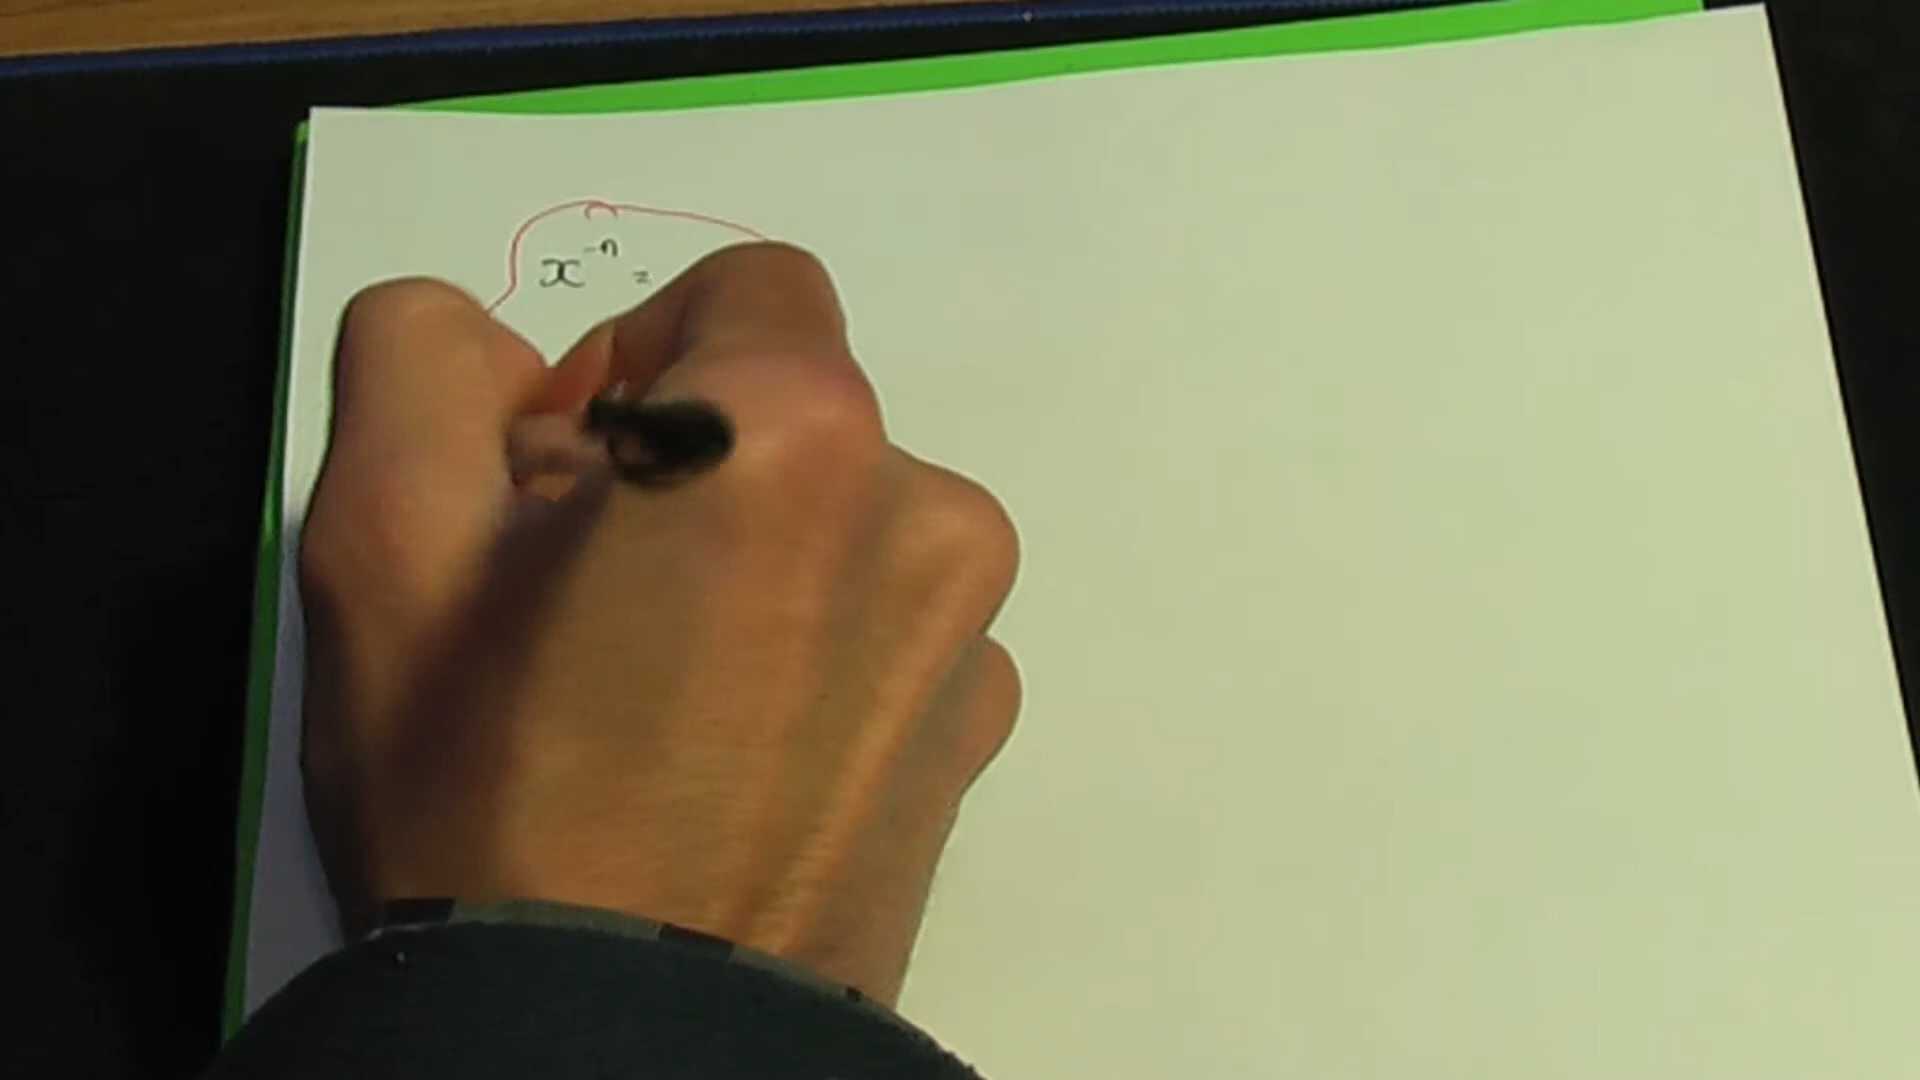 x⁻ⁿ =